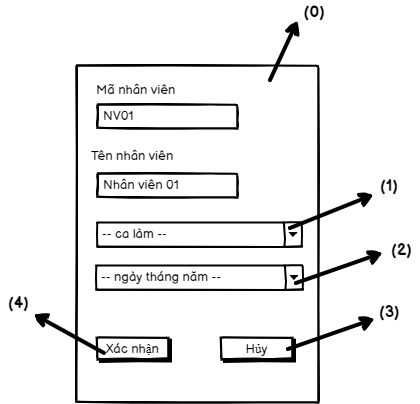 (0)
Mã nhân viên
NV01
Tên nhân viên
Nhân viên 01
(1)
-- ca làm --
(2)
-- ngày tháng năm --
(4)
(3)
Xác nhận
Hủy